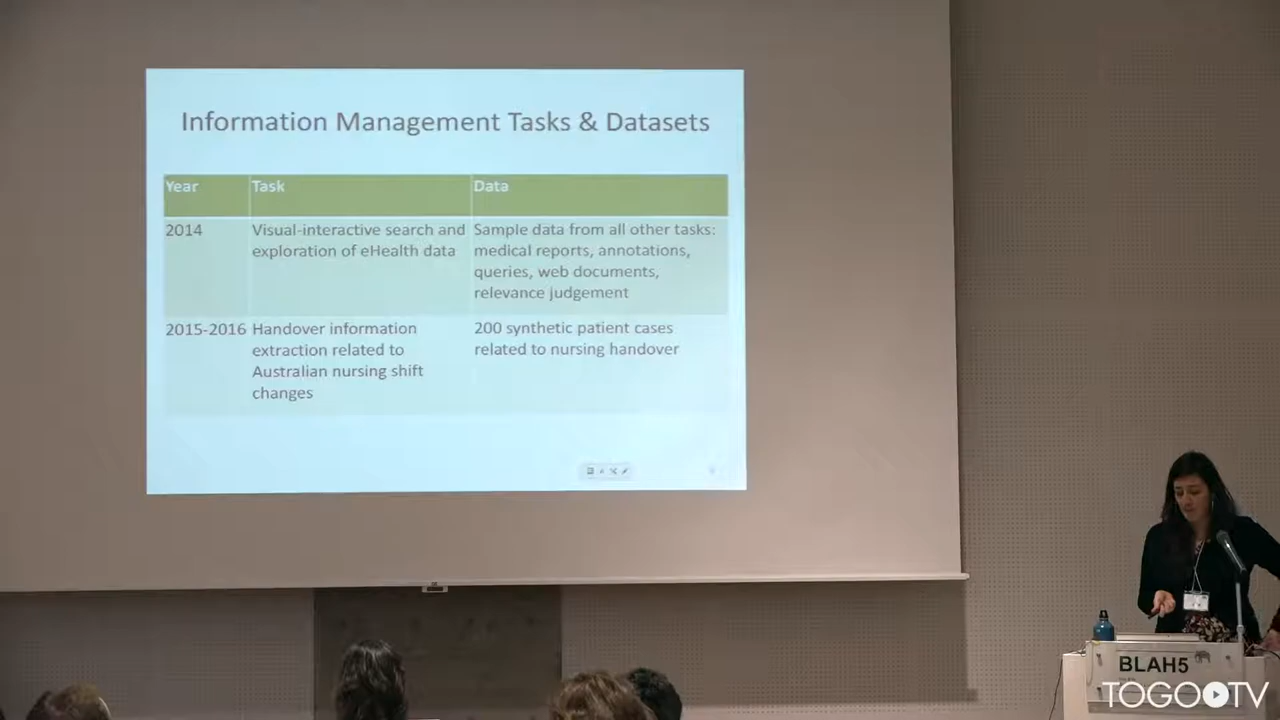 Information Management Tasks & Datasets
Year Task Data
2014 Visual-interactive search and exploration of eHealth data
Sample data from all other tasks: medical reports, annotations, queries, web documents, relevance judgement
2015-2016 Handover information extraction related to Australian nursing shift changes
200 synthetic patient cases related to nursing handover
BLAH5
TOGOTV